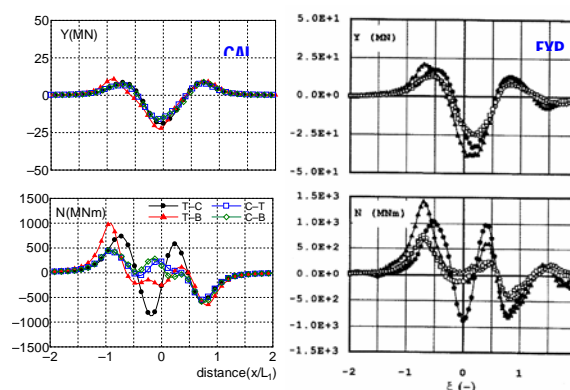 50
Y(MN)
CAL
25
0
−25
50
1500
N(MNm)
T−C
C−T
T−B
C−B
1000
500
0
−500
−1000
−1500
−2
−1
0
1
2
distance(x/L1)
5.0E+1
Y (MN)
EXP
2.5E+1
0.0
-2.5E+1
-5.0E+1
1.5E+3
N (MNm)
1.0E+3
5.0E+2
0.0E+0
-5.0E+2
-1.0E+3
-1.5E+3
−2
−1
0
1
ξ (−)